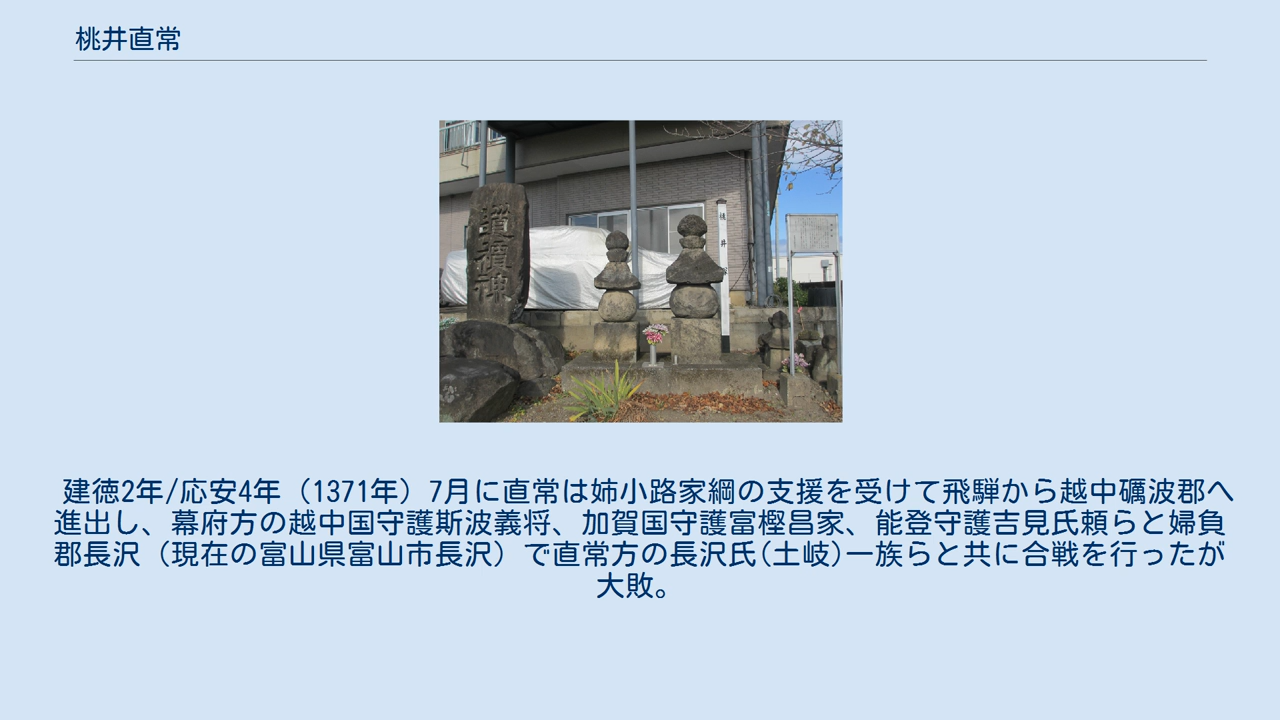 桃井直常
道祖神
桃井
建徳2年/応安4年（1371年）7月に直常は姉小路家綱の支援を受けて飛騨から越中礪波郡へ
進出し、幕府方の越中国守護斯波義将、加賀国守護富樫昌家、能登守護吉見氏頼らと婦負
郡長沢（現在の富山県富山市長沢）で直常方の長沢氏(土岐)一族らと共に合戦を行ったが
大敗。